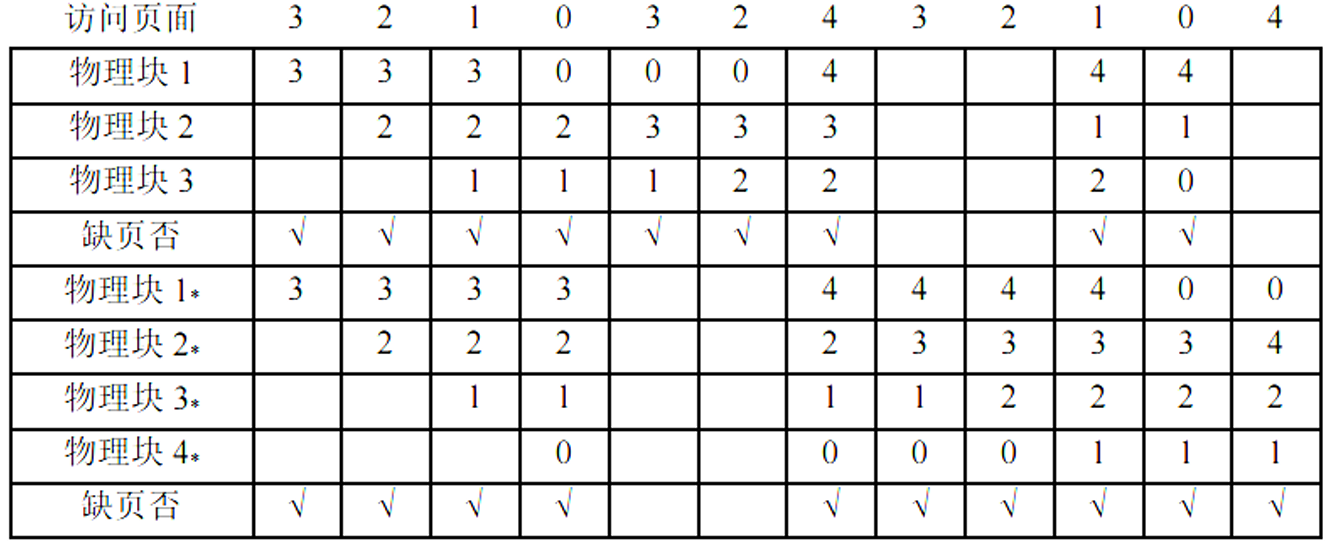 访问页面 3 2 1 0 3 2 4 3 2 1 0 4
物理块 1 3 3 3 0 0 0 4 4 4
物理块 2 2 2 2 3 3 3 1 1
物理块 3 1 1 1 2 2 2 0
缺页否 √ √ √ √ √ √ √ √ √
物理块 1* 3 3 3 3 4 4 4 4 0 0
物理块 2* 2 2 2 2 3 3 3 3 4
物理块 3* 1 1 1 1 2 2 2 2
物理块 4* 0 0 0 0 1 1 1
缺页否 √ √ √ √ √ √ √ √ √ √